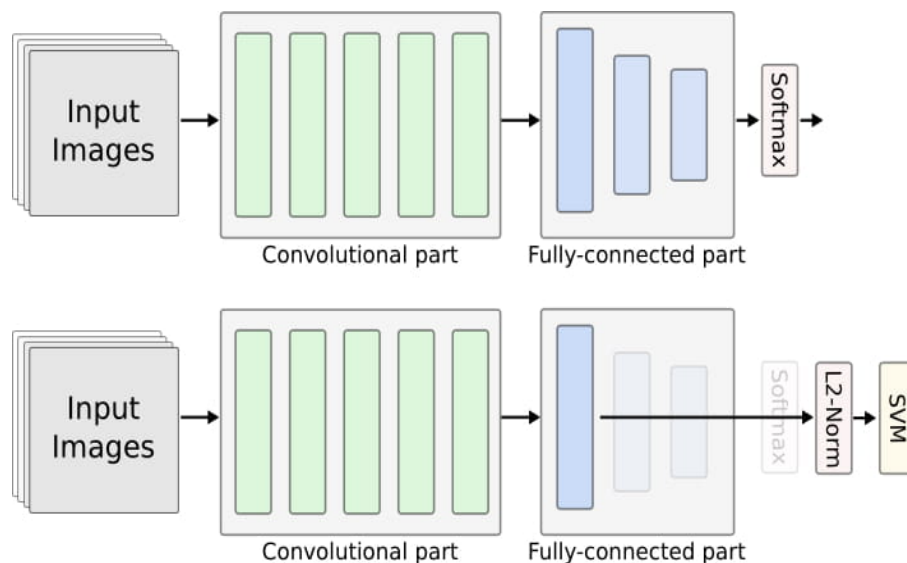 Input
Images
Convolutional part
Fully-connected part
Softmax
Input
Images
Convolutional part
Fully-connected part
Softmax
L2-Norm
SVM